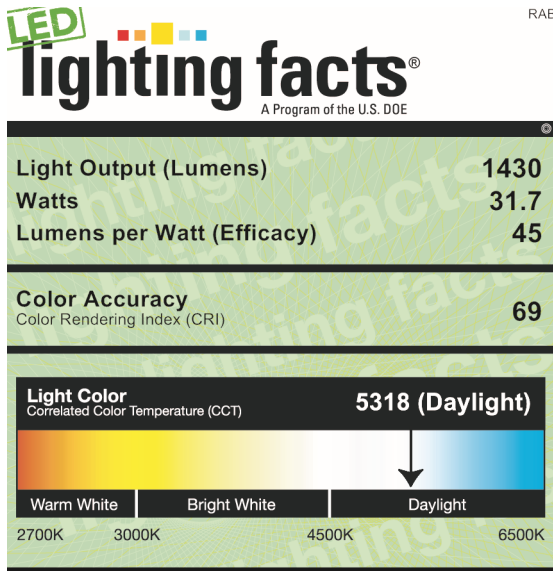 LED
RAB
lighting facts®
A Program of the U.S. DOE
©
Light Output (Lumens) 1430
Watts 31.7
Lumens per Watt (Efficacy) 45
Color Accuracy
Color Rendering Index (CRI) 69
Light Color
Correlated Color Temperature (CCT) 5318 (Daylight)
Warm White Bright White Daylight
2700K 3000K 4500K 6500K